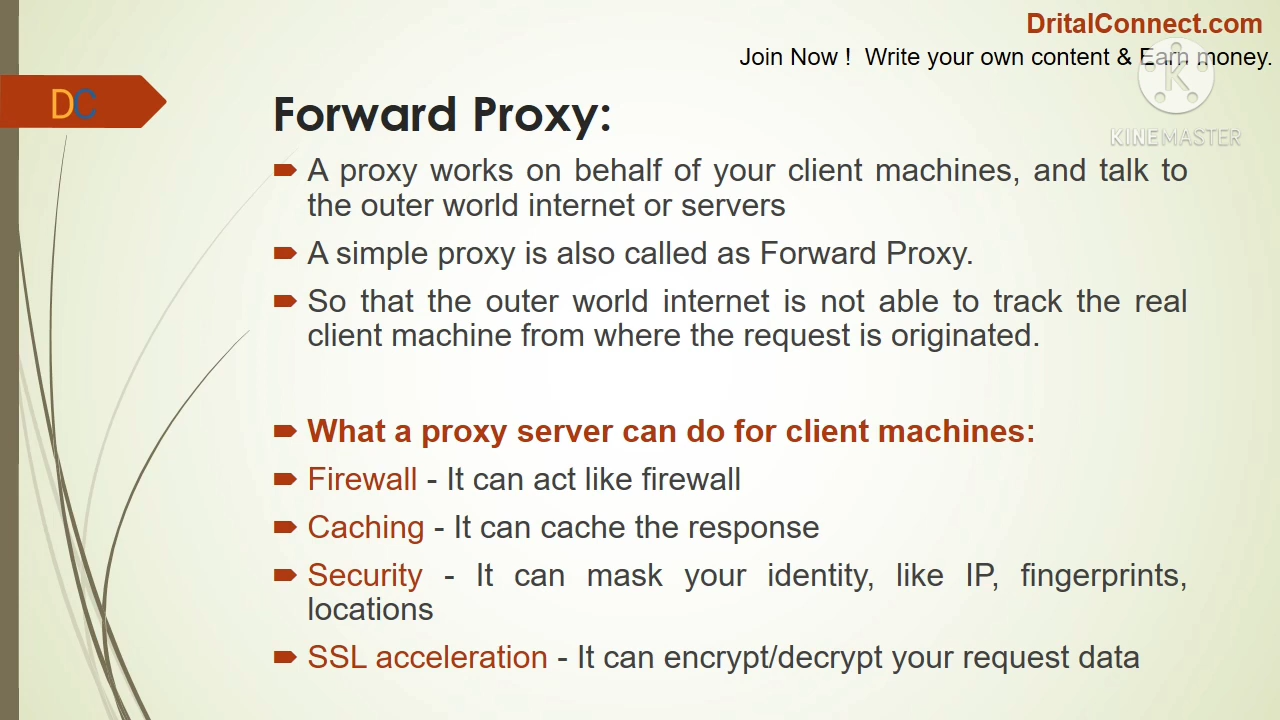 DritalConnect.com
Join Now !  Write your own content & Earn money.
K
KINEMASTER
DC
Forward Proxy:
A proxy works on behalf of your client machines, and talk to
the outer world internet or servers
A simple proxy is also called as Forward Proxy.
So that the outer world internet is not able to track the real
client machine from where the request is originated.
What a proxy server can do for client machines:
Firewall - It can act like firewall
Caching - It can cache the response
Security - It can mask your identity, like IP, fingerprints,
locations
SSL acceleration - It can encrypt/decrypt your request data